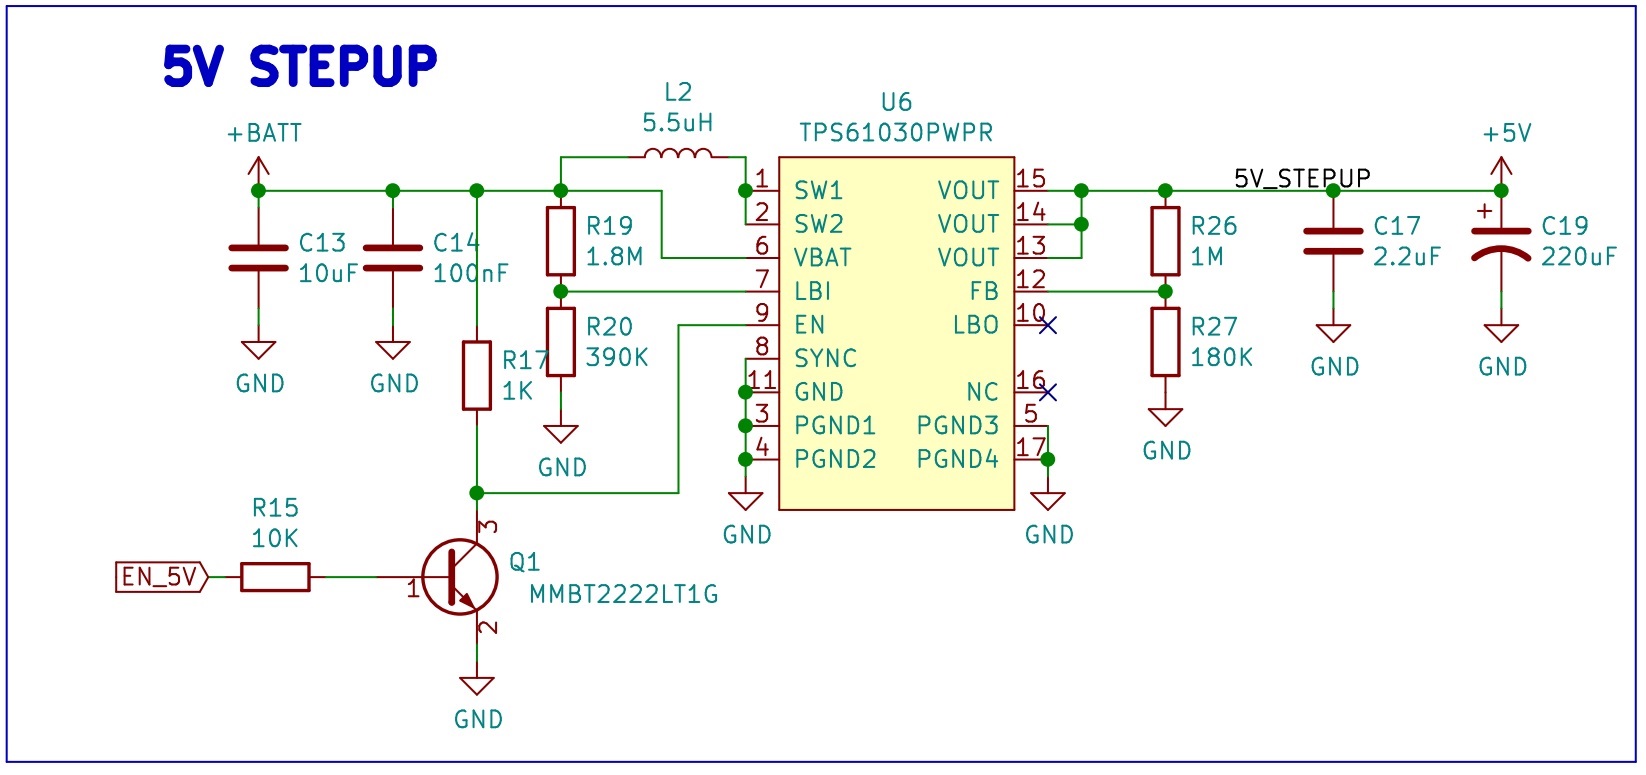 5V STEPUP
+BATT
L2
5.5uH
U6
TPS61030PWPR
+5V
C13
10uF
GND
C14
100nF
GND
R19
1.8M
R20
390K
GND
R17
1K
1
SW1
2
SW2
6
VBAT
7
LBI
9
EN
8
SYNC
11
GND
3
PGND1
4
PGND2
GND
VOUT
15
VOUT
14
VOUT
13
FB
12
LBO
10
NC
16
PGND3
5
PGND4
17
GND
5V_STEPUP
R26
1M
R27
180K
GND
C17
2.2uF
GND
+
C19
220uF
GND
R15
10K
EN_5V
1
3
2
Q1
MMBT2222LT1G
GND